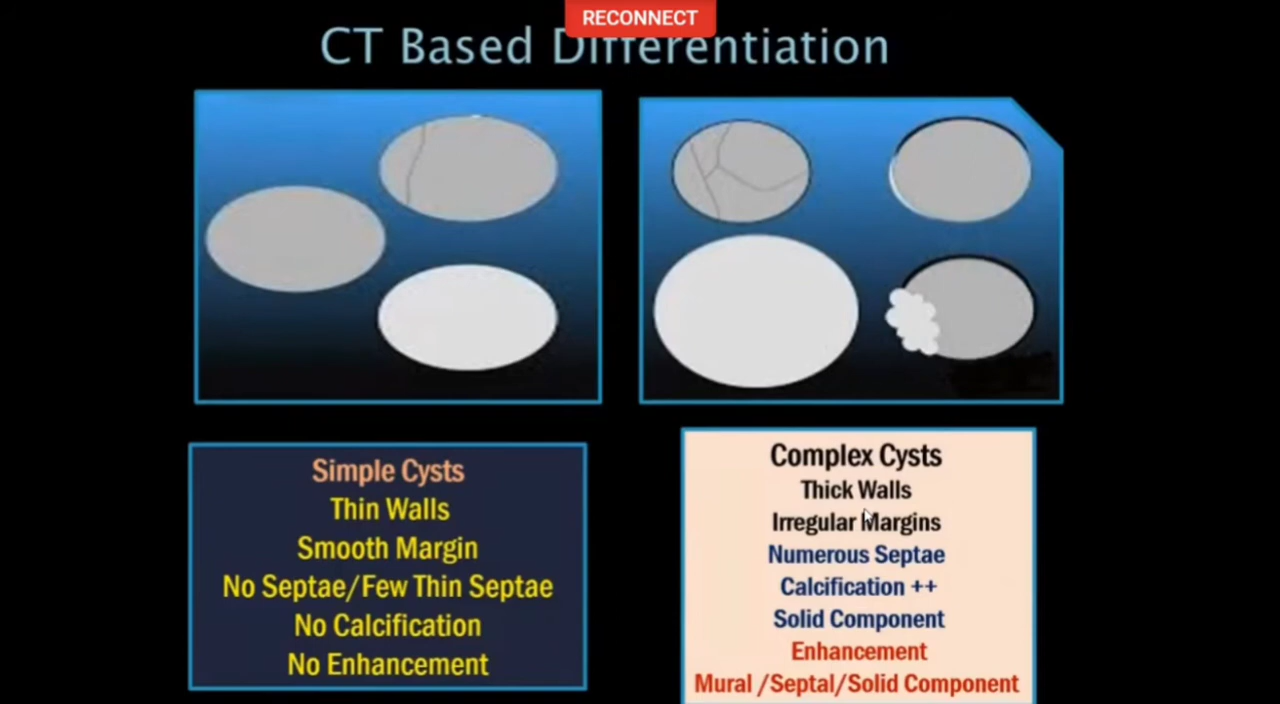 RECONNECT
CT Based Differentiation
Simple Cysts
Thin Walls
Smooth Margin
No Septae/Few Thin Septae
No Calcification
No Enhancement
Complex Cysts
Thick Walls
Irregular Margins
Numerous Septae
Calcification ++
Solid Component
Enhancement
Mural /Septal/Solid Component